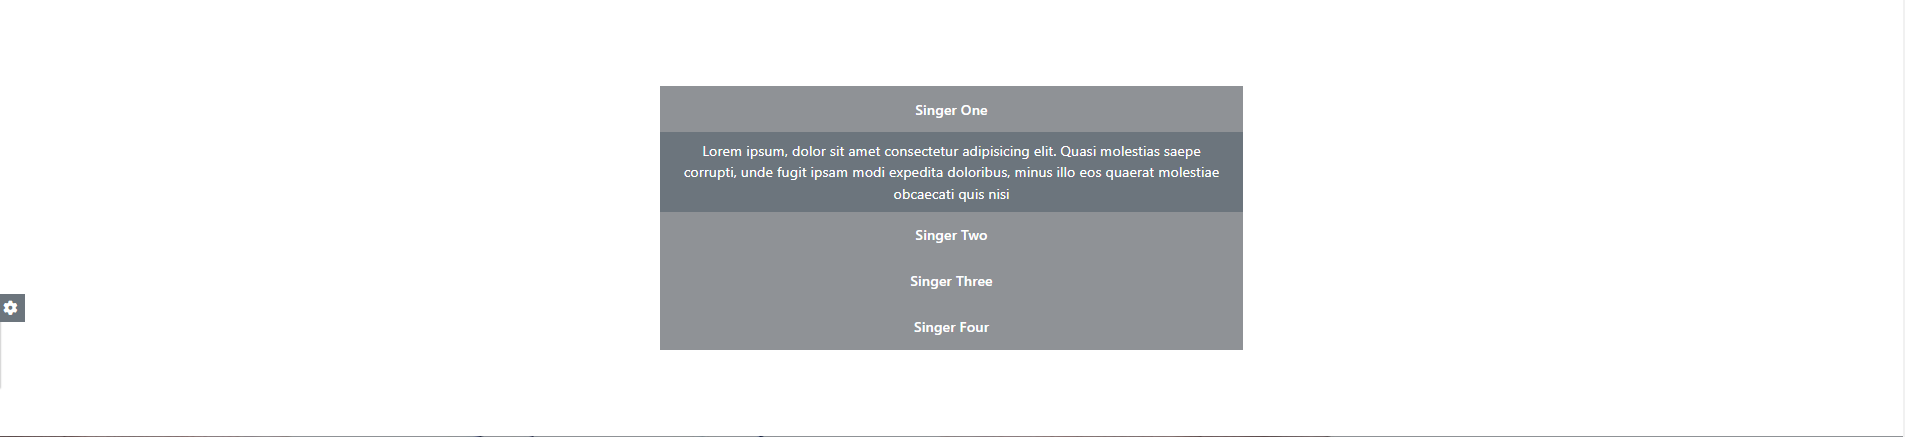 Singer One
Lorem ipsum, dolor sit amet consectetur adipisicing elit. Quasi molestias saepe
corrupti, unde fugit ipsam modi expedita doloribus, minus illo eos quaerat molestiae
obcaecati quis nisi
Singer Two
Singer Three
Singer Four